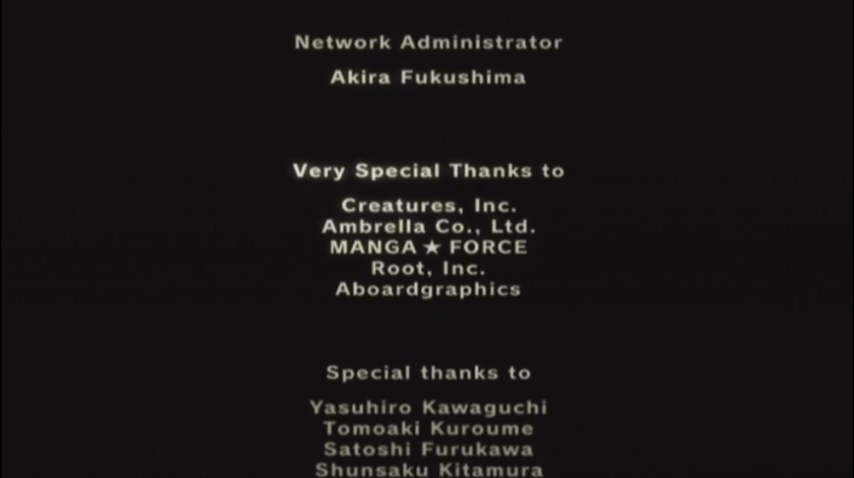 Network Administrator
Akira Fukushima
Very Special Thanks to
Creatures, Inc.
Ambrella Co., Ltd.
MANGA★FORCE
Root, Inc.
Aboardgraphics
Special thanks to
Yasuhiro Kawaguchi
Tomoaki Kuroume
Satoshi Furukawa
Shunsaku Kitamura